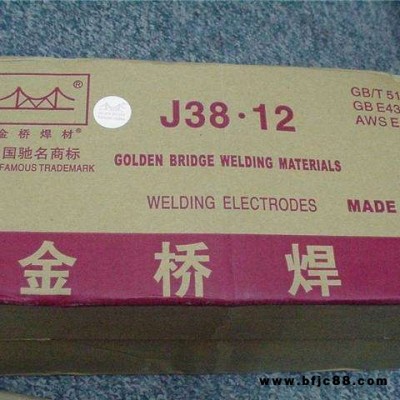 ®
金桥焊材
国驰名商标
FAMOUS TRADEMARK
J38·12
GB/T 51
GB E43
AWS E
GOLDEN BRIDGE WELDING MATERIALS
WELDING ELECTRODES MADE
金桥焊
www.bfjc88.com